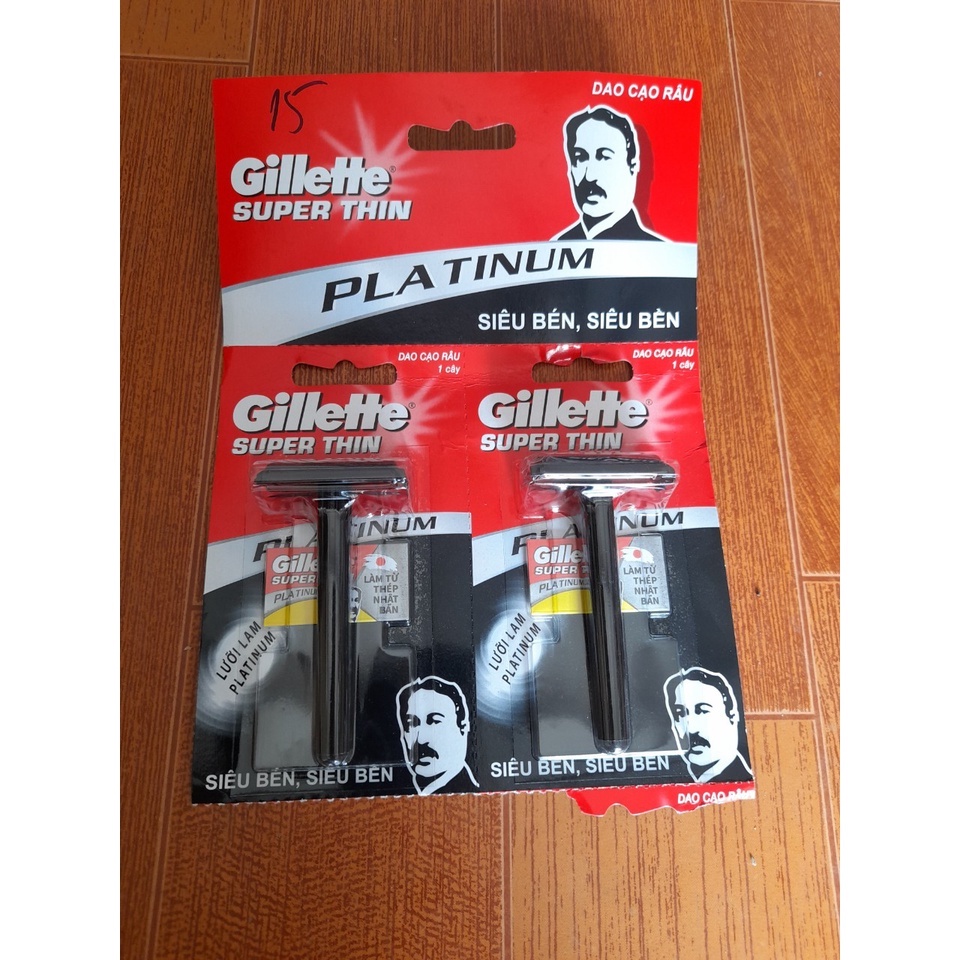 15
DAO CẠO RÂU
Gillette®
SUPER THIN
PLATINUM
SIÊU BÉN, SIÊU BỀN
DAO CẠO RÂU
1 cây
Gillette®
SUPER THIN
PLATINUM
SUPER
PLATINUM
LÀM TỪ
THÉP
NHẬT
BẢN
LƯỠI LAM
PLATINUM
SIÊU BÉN, SIÊU BỀN
DAO CẠO RÂU
1 cây
Gillette®
SUPER THIN
PLATINUM
SUPER
PLATINUM
LÀM TỪ
THÉP
NHẬT
BẢN
LƯỠI LAM
PLATINUM
SIÊU BÉN, SIÊU BỀN
DAO CẠO RÂU